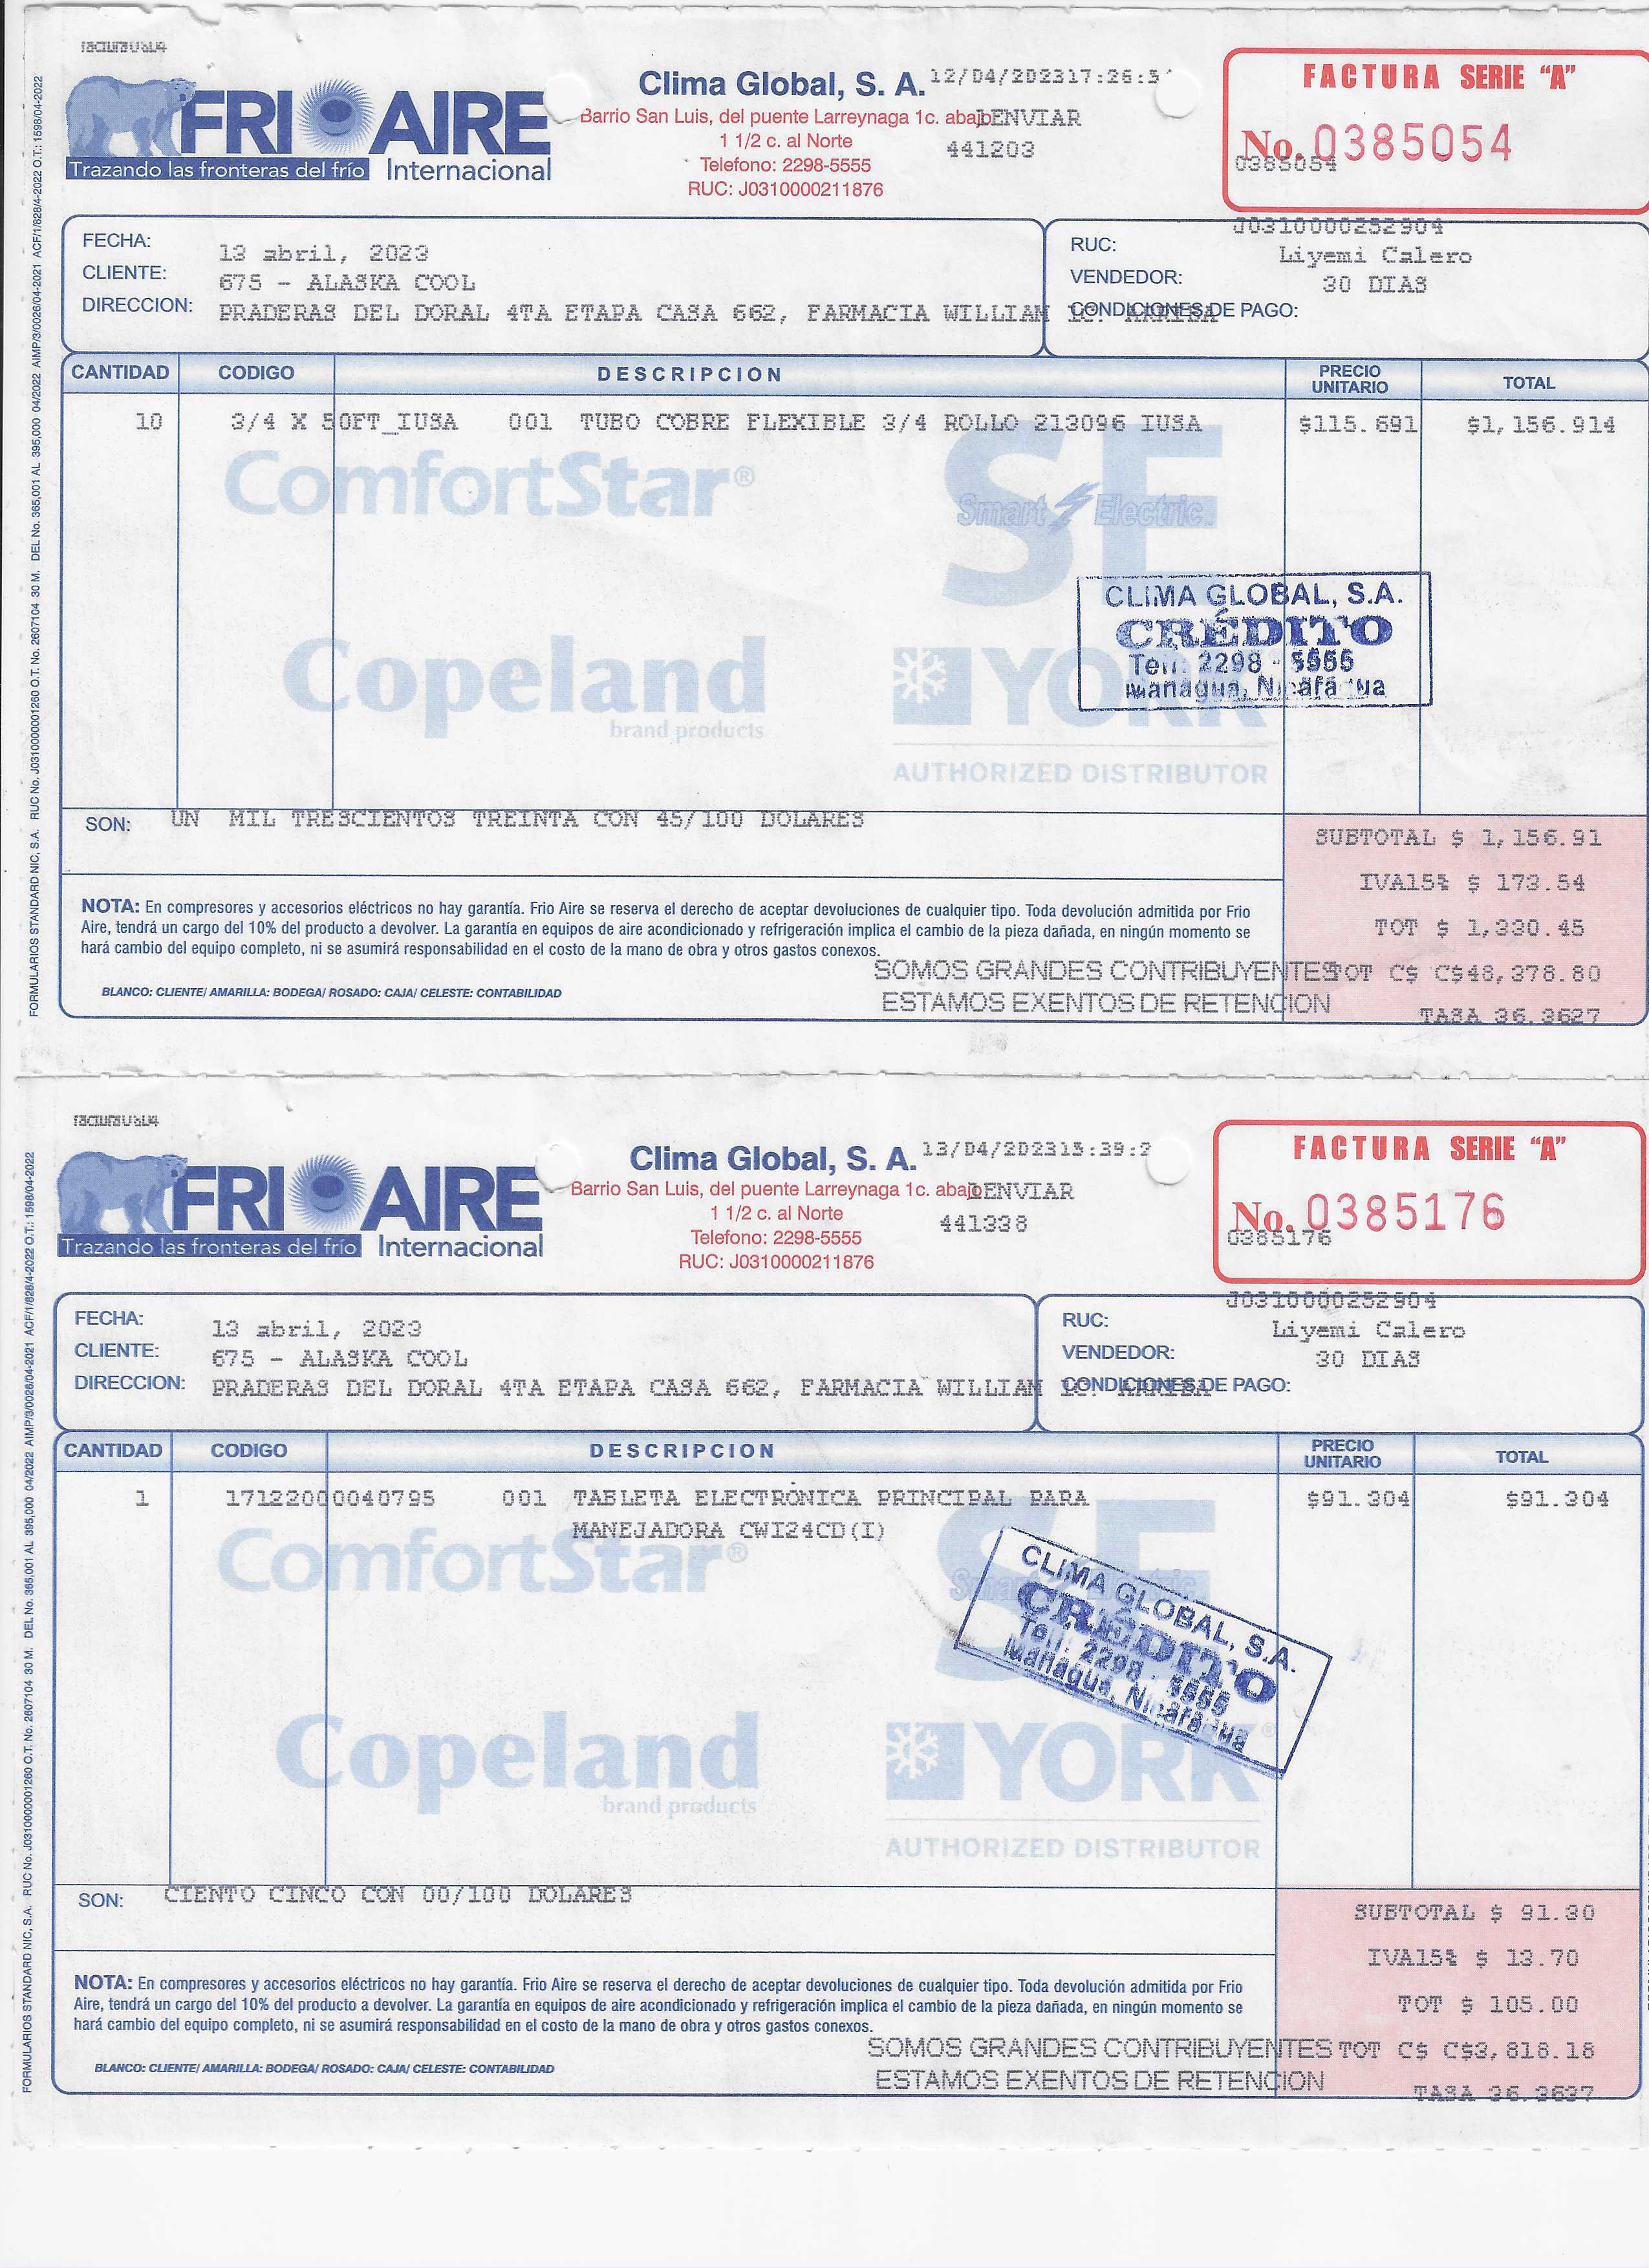 FRIO AIRE
Trazando las fronteras del frío Internacional
Clima Global, S. A. 12/04/202317:26:5
Barrio San Luis, del puente Larreynaga 1c. abajo ENVIAR
1 1/2 c. al Norte 441203
Telefono: 2298-5555
RUC: J0310000211876
FACTURA SERIE “A”
No. 0385054
0385054
FECHA: 13 abril, 2023
CLIENTE: 675 - ALASKA COOL
DIRECCION: PRADERAS DEL DORAL 4TA ETAPA CASA 662, FARMACIA WILLIAM
RUC: J0310000252904
VENDEDOR: Liyemi Calero
30 DIAS
CONDICIONES DE PAGO:
CANTIDAD CODIGO DESCRIPCION PRECIO UNITARIO TOTAL
10 3/4 X 50FT_IUSA 001 TUBO COBRE FLEXIBLE 3/4 ROLLO 213096 IUSA $115.691 $1,156.914
ComfortStar®
SE
Smart Electric
CLIMA GLOBAL, S.A.
CRÉDITO
2298 - 5555
Managua, Nicaragua
Copeland
brand products
YORK
AUTHORIZED DISTRIBUTOR
SON: UN MIL TRESCIENTOS TREINTA CON 45/100 DOLARES
SUBTOTAL $ 1,156.91
IVA15% $ 173.54
TOT $ 1,330.45
TOT C$ C$48,378.80
TASA 36.3627
NOTA: En compresores y accesorios eléctricos no hay garantía. Frio Aire se reserva el derecho de aceptar devoluciones de cualquier tipo. Toda devolución admitida por Frio
Aire, tendrá un cargo del 10% del producto a devolver. La garantía en equipos de aire acondicionado y refrigeración implica el cambio de la pieza dañada, en ningún momento se
hará cambio del equipo completo, ni se asumirá responsabilidad en el costo de la mano de obra y otros gastos conexos.
SOMOS GRANDES CONTRIBUYENTES
ESTAMOS EXENTOS DE RETENCION
BLANCO: CLIENTE/ AMARILLA: BODEGA/ ROSADO: CAJA/ CELESTE: CONTABILIDAD
FORMULARIOS STANDARD NIC, S.A. RUC No. J0310000001260 O.T. No. 2607104 30 M. DEL No. 365,001 AL 395,000 04/2022 AIMP/3/0026/04-2021 ACF/1/828/4-2022 O.T.: 1598/04-2022
FRIO AIRE
Trazando las fronteras del frío Internacional
Clima Global, S. A. 13/04/202315:39:2
Barrio San Luis, del puente Larreynaga 1c. abajo ENVIAR
1 1/2 c. al Norte 441338
Telefono: 2298-5555
RUC: J0310000211876
FACTURA SERIE “A”
No. 0385176
0385176
FECHA: 13 abril, 2023
CLIENTE: 675 - ALASKA COOL
DIRECCION: PRADERAS DEL DORAL 4TA ETAPA CASA 662, FARMACIA WILLIAM
RUC: J0310000252904
VENDEDOR: Liyemi Calero
30 DIAS
CONDICIONES DE PAGO:
CANTIDAD CODIGO DESCRIPCION PRECIO UNITARIO TOTAL
1 17122000040795 001 TABLETA ELECTRÓNICA PRINCIPAL PARA $91.304 $91.304
MANEJADORA CWI24CD(I)
ComfortStar®
SE
CLIMA GLOBAL, S.A.
CRÉDITO
2298 - 5555
Managua, Nicaragua
Copeland
brand products
YORK
AUTHORIZED DISTRIBUTOR
SON: CIENTO CINCO CON 00/100 DOLARES
SUBTOTAL $ 91.30
IVA15% $ 13.70
TOT $ 105.00
TOT C$ C$3,818.18
TASA 36.3637
NOTA: En compresores y accesorios eléctricos no hay garantía. Frio Aire se reserva el derecho de aceptar devoluciones de cualquier tipo. Toda devolución admitida por Frio
Aire, tendrá un cargo del 10% del producto a devolver. La garantía en equipos de aire acondicionado y refrigeración implica el cambio de la pieza dañada, en ningún momento se
hará cambio del equipo completo, ni se asumirá responsabilidad en el costo de la mano de obra y otros gastos conexos.
SOMOS GRANDES CONTRIBUYENTES
ESTAMOS EXENTOS DE RETENCION
BLANCO: CLIENTE/ AMARILLA: BODEGA/ ROSADO: CAJA/ CELESTE: CONTABILIDAD
FORMULARIOS STANDARD NIC, S.A. RUC No. J0310000001260 O.T. No. 2607104 30 M. DEL No. 365,001 AL 395,000 04/2022 AIMP/3/0026/04-2021 ACF/1/828/4-2022 O.T.: 1598/04-2022